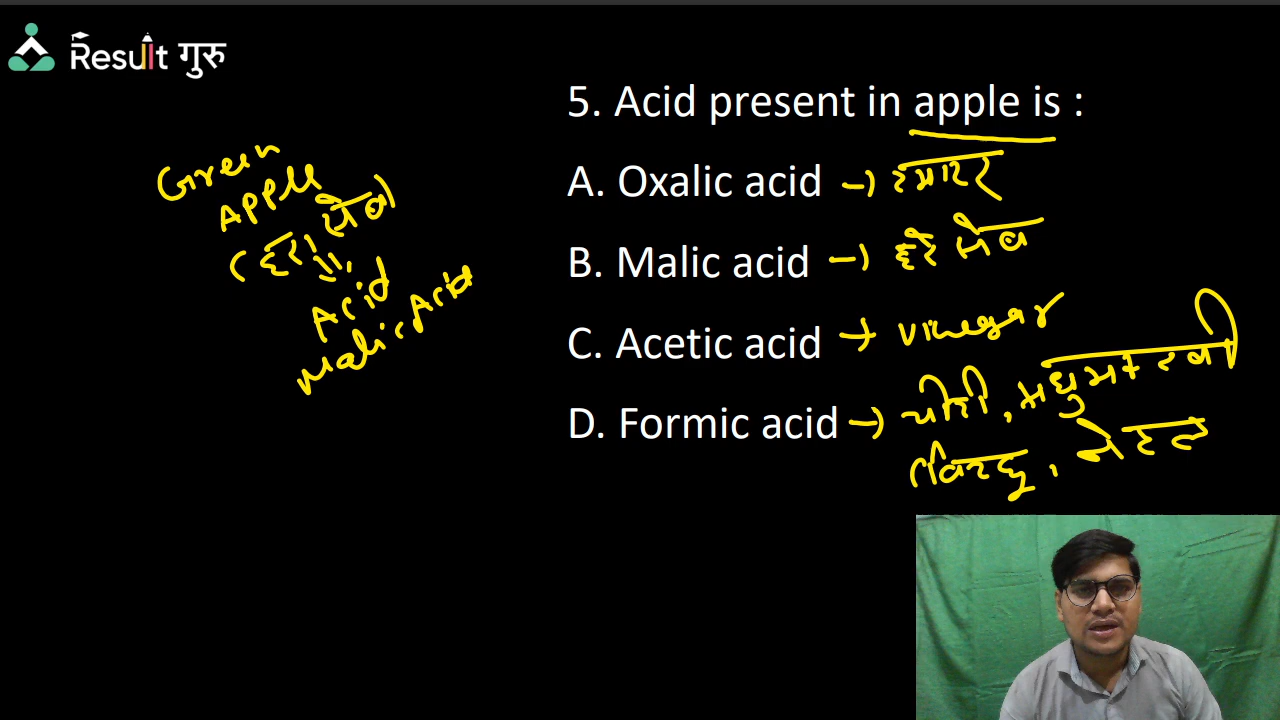 Result गुरु
5. Acid present in apple is :
A. Oxalic acid → टमाटर
B. Malic acid → हरे सेव
C. Acetic acid → vinegar
D. Formic acid → चीटी, मधुमक्खी
बिच्छु,
Green
Apple
(हरा सेव)
Acid
Malic Acid